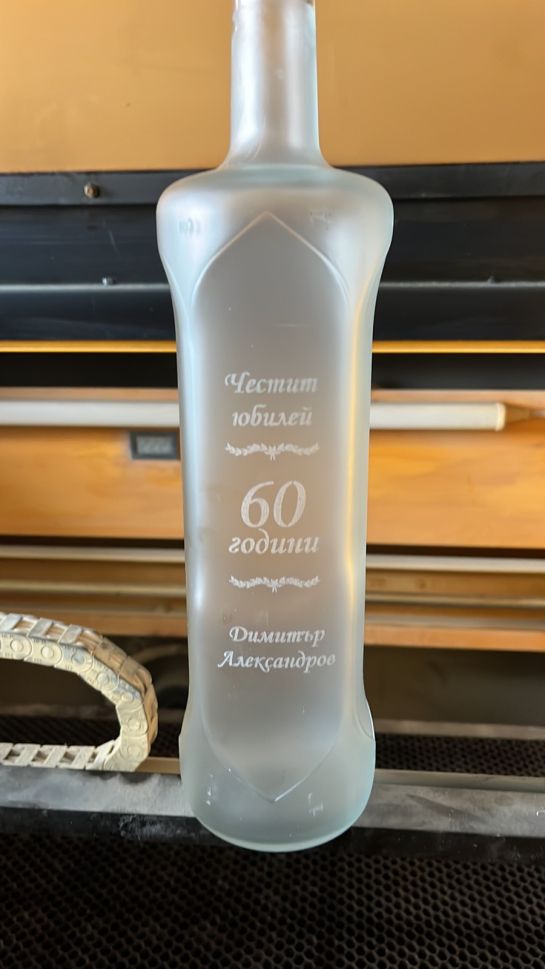 Честит
юбилей
60
години
Димитър
Александров